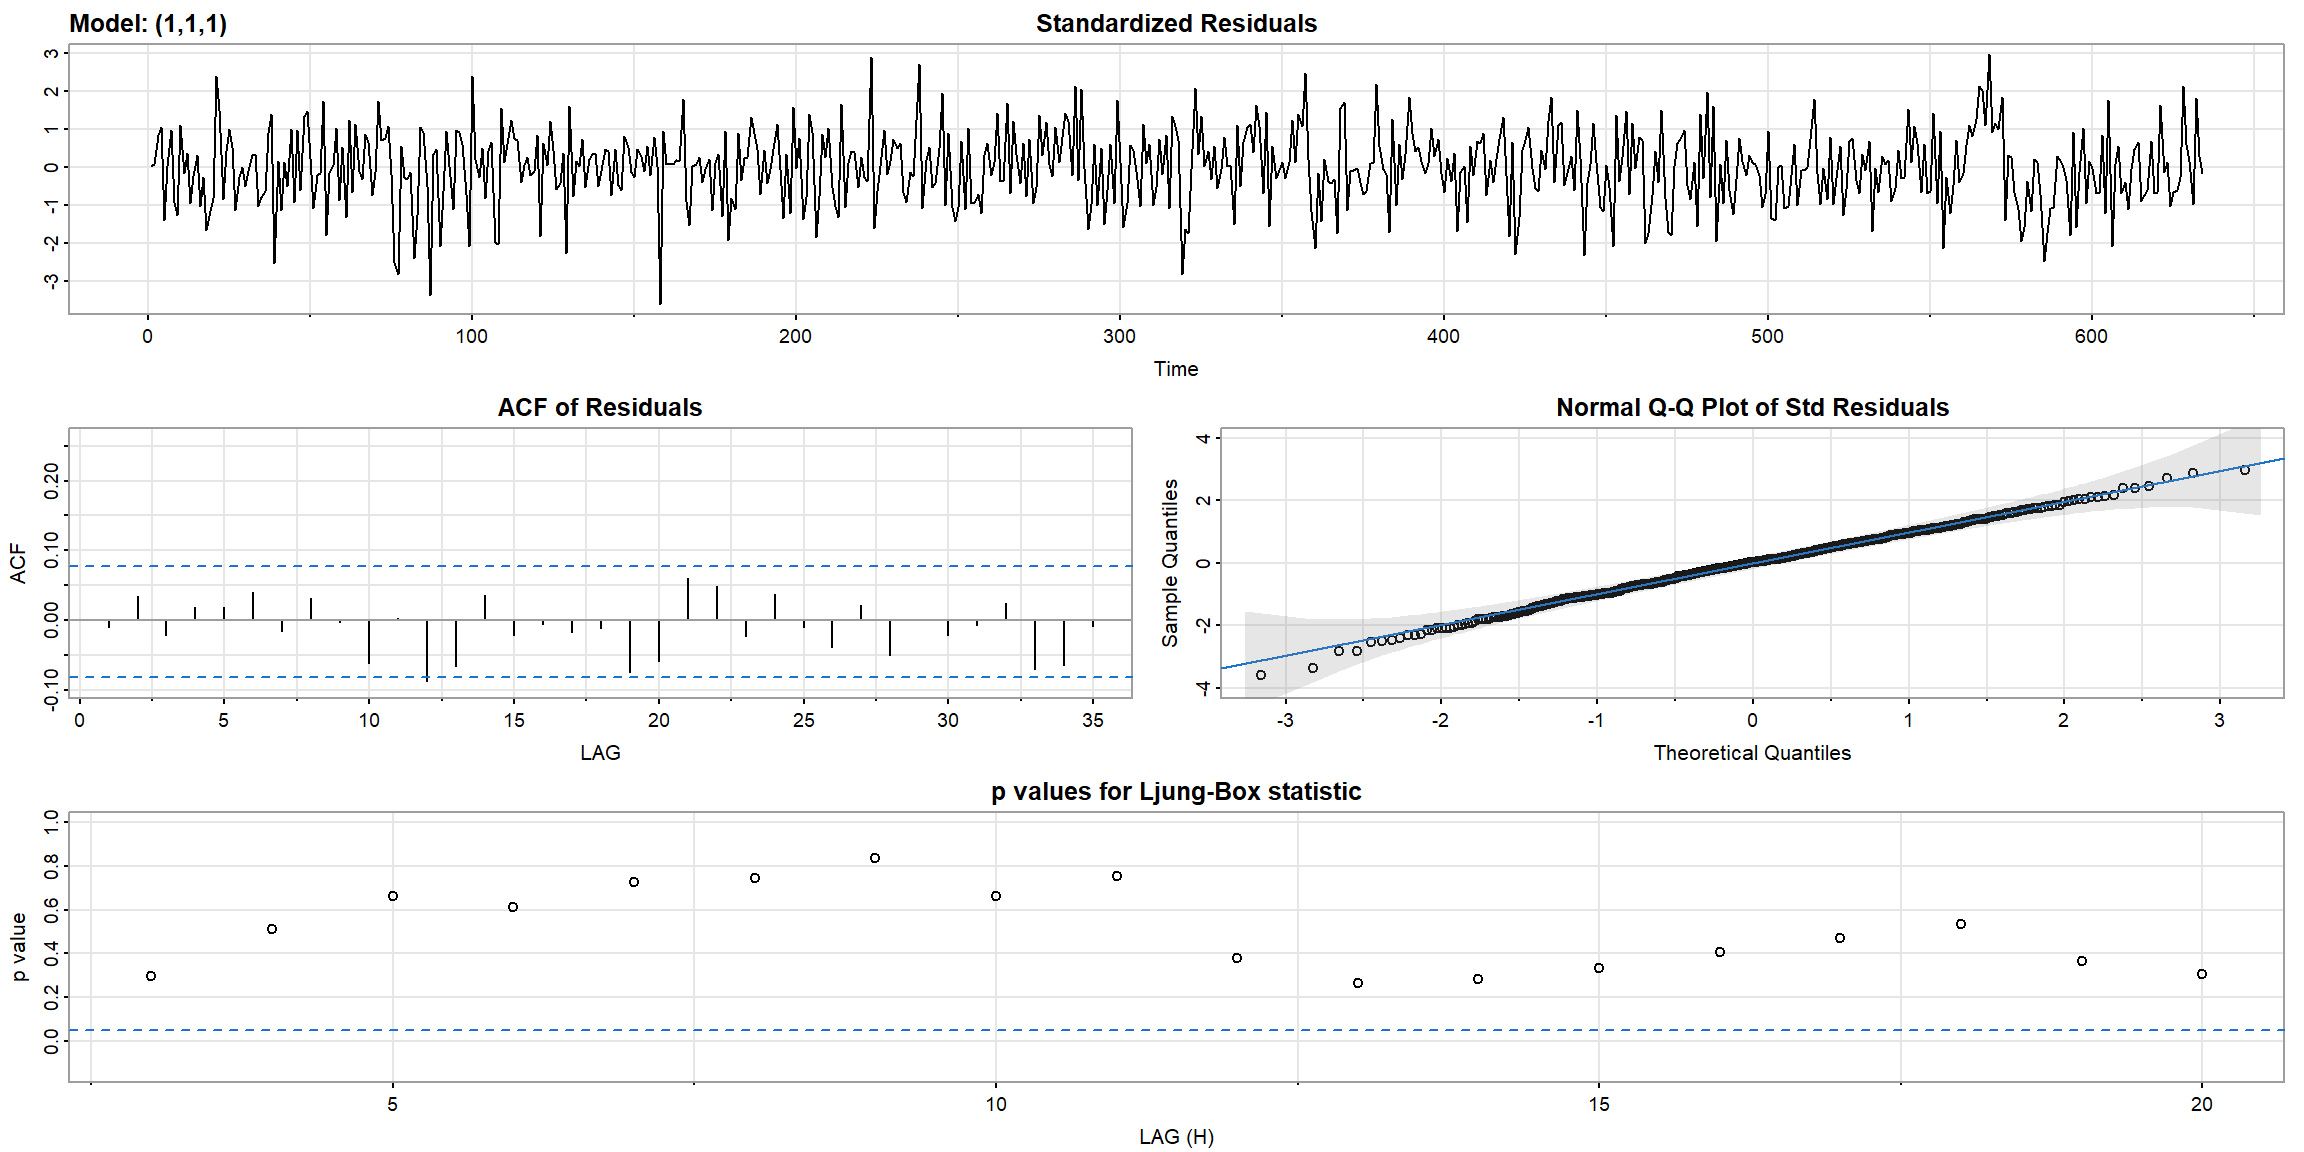 Model: (1,1,1)
Standardized Residuals
3
2
1
0
-1
-2
-3
0 100 200 300 400 500 600
Time
ACF of Residuals
ACF
0.20
0.10
0.00
-0.10
0 5 10 15 20 25 30 35
LAG
Normal Q-Q Plot of Std Residuals
Sample Quantiles
4
2
0
-2
-4
-3 -2 -1 0 1 2 3
Theoretical Quantiles
p values for Ljung-Box statistic
p value
1.0
0.8
0.6
0.4
0.2
0.0
5 10 15 20
LAG (H)